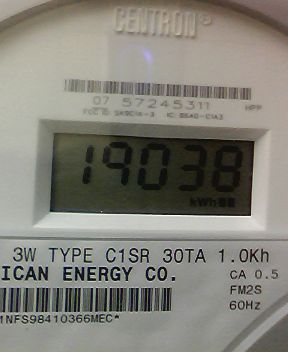 CENTRON®
07 57245311 HPP
19038
kWh
3W TYPE C1SR 30TA 1.0Kh
ICAN ENERGY CO. CA 0.5
FM2S
60Hz
1NFS98410366MEC*